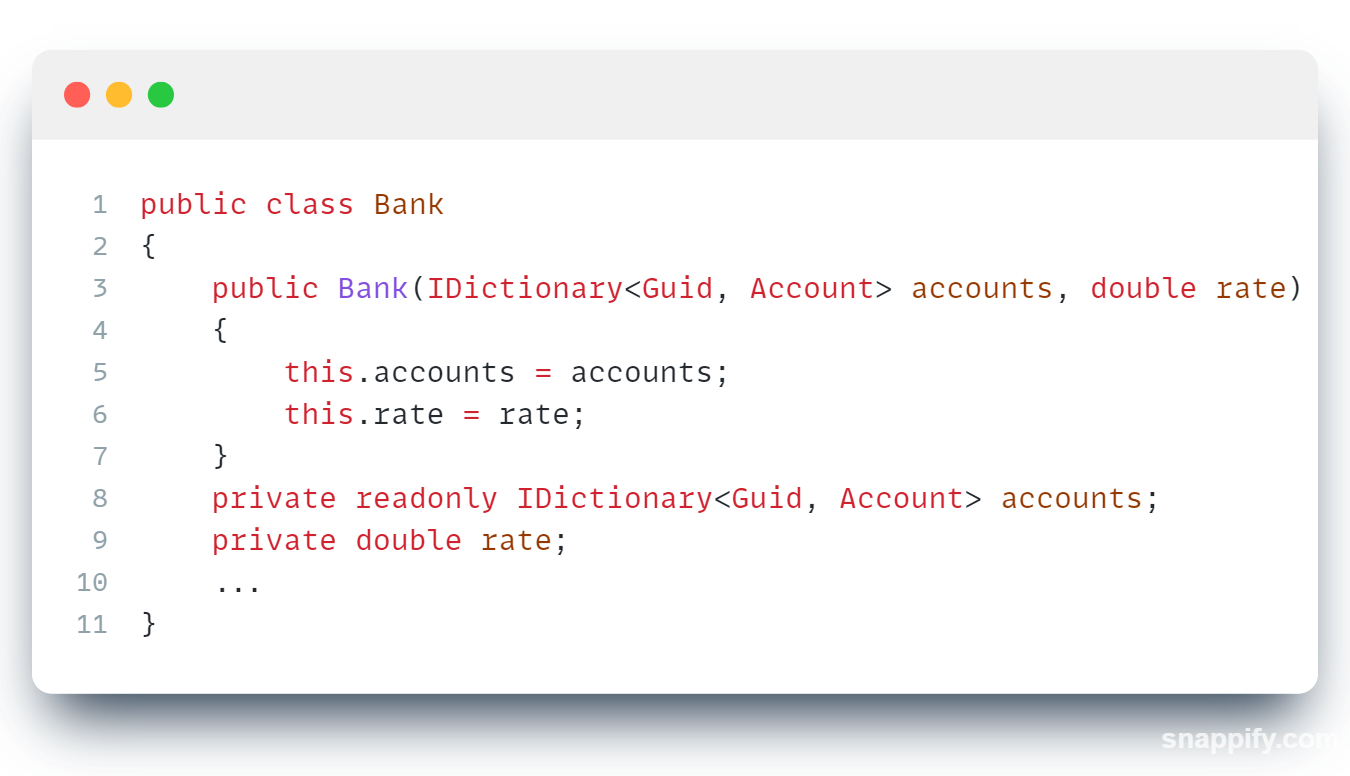 1 public class Bank
2 {
3 public Bank(IDictionary<Guid, Account> accounts, double rate)
4 {
5 this.accounts = accounts;
6 this.rate = rate;
7 }
8 private readonly IDictionary<Guid, Account> accounts;
9 private double rate;
10 ...
11 }
snappify.com